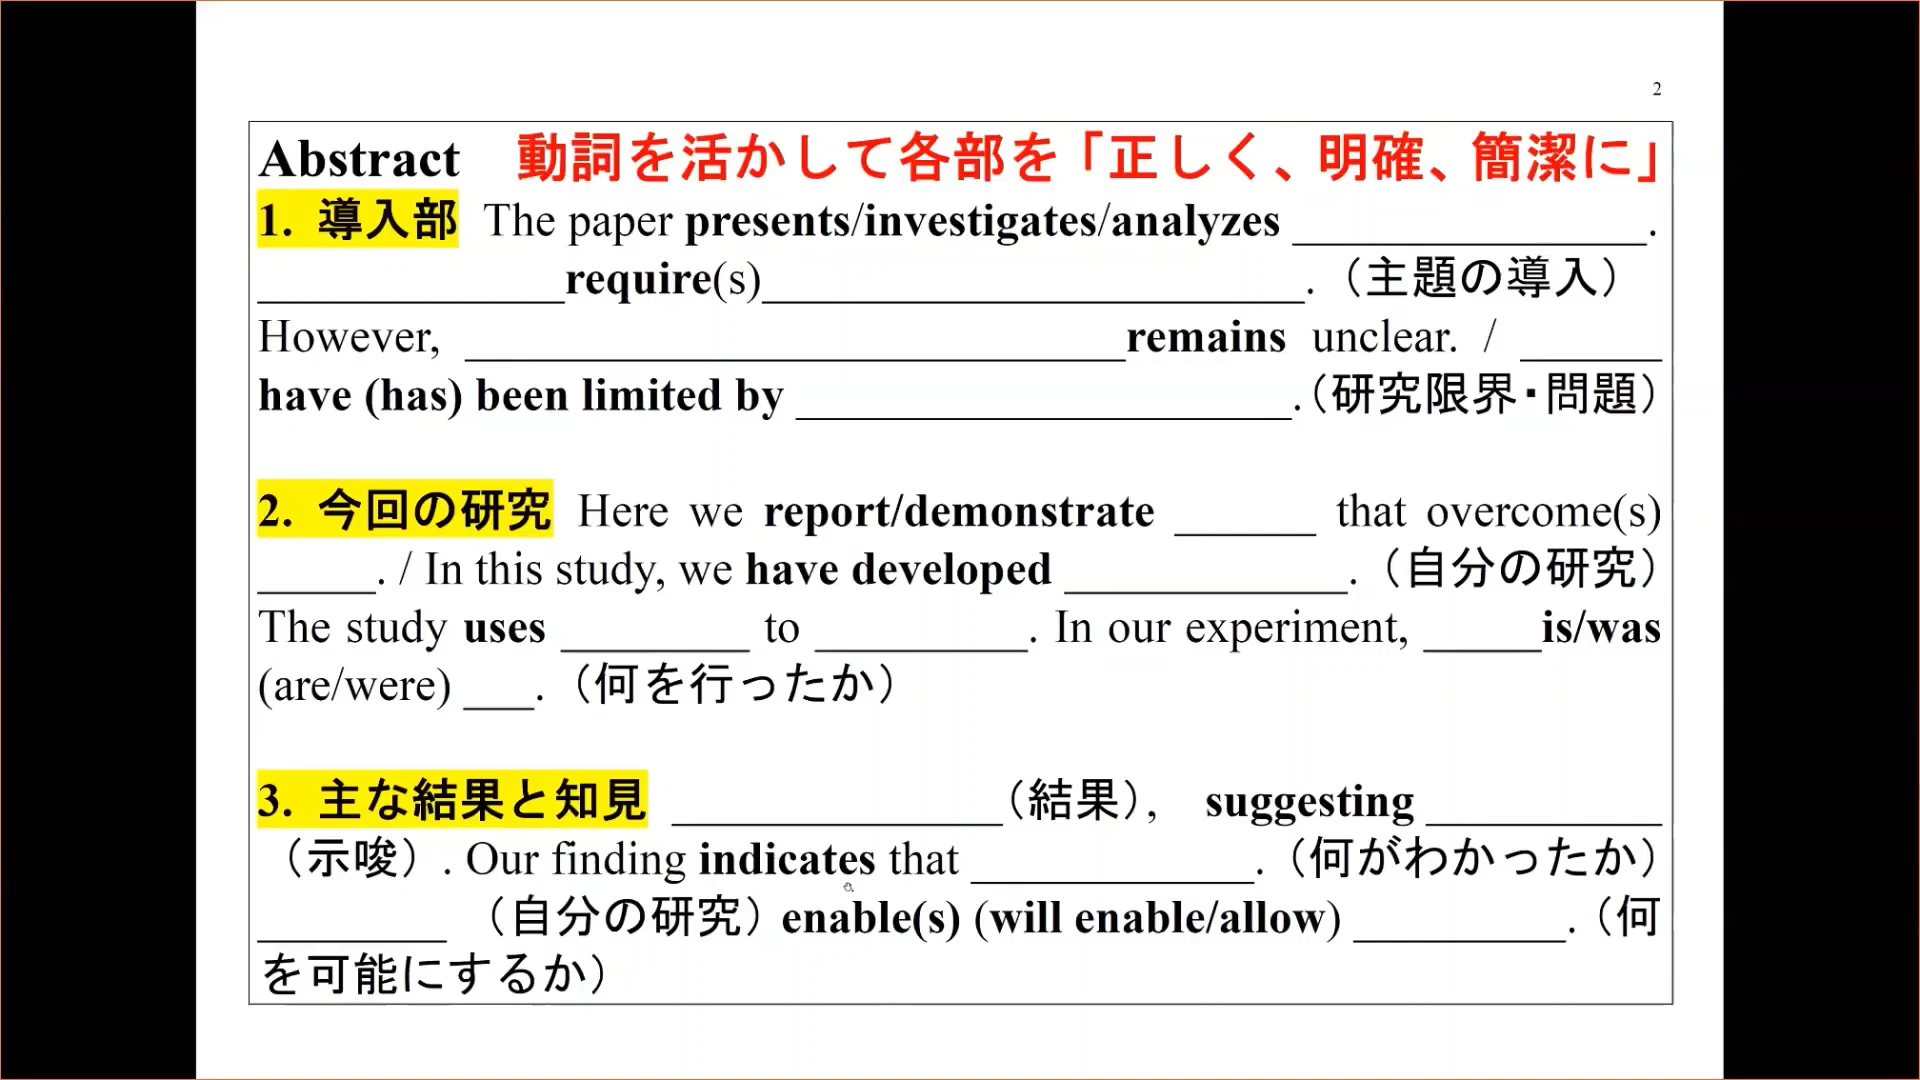 2
Abstract 動詞を活かして各部を「正しく、明確、簡潔に」
1. 導入部 The paper presents/investigates/analyzes _______________.
_____________require(s)_______________________.（主題の導入）
However, ____________________________remains unclear. / ______
have (has) been limited by _____________________.（研究限界・問題）
2. 今回の研究 Here we report/demonstrate ______ that overcome(s)
_____. / In this study, we have developed ____________.（自分の研究）
The study uses ________ to _________. In our experiment, _____is/was
(are/were) ___.（何を行ったか）
3. 主な結果と知見 ______________（結果）, suggesting __________
（示唆）. Our finding indicates that ____________.（何がわかったか）
________ （自分の研究）enable(s) (will enable/allow) _________.（何
を可能にするか）